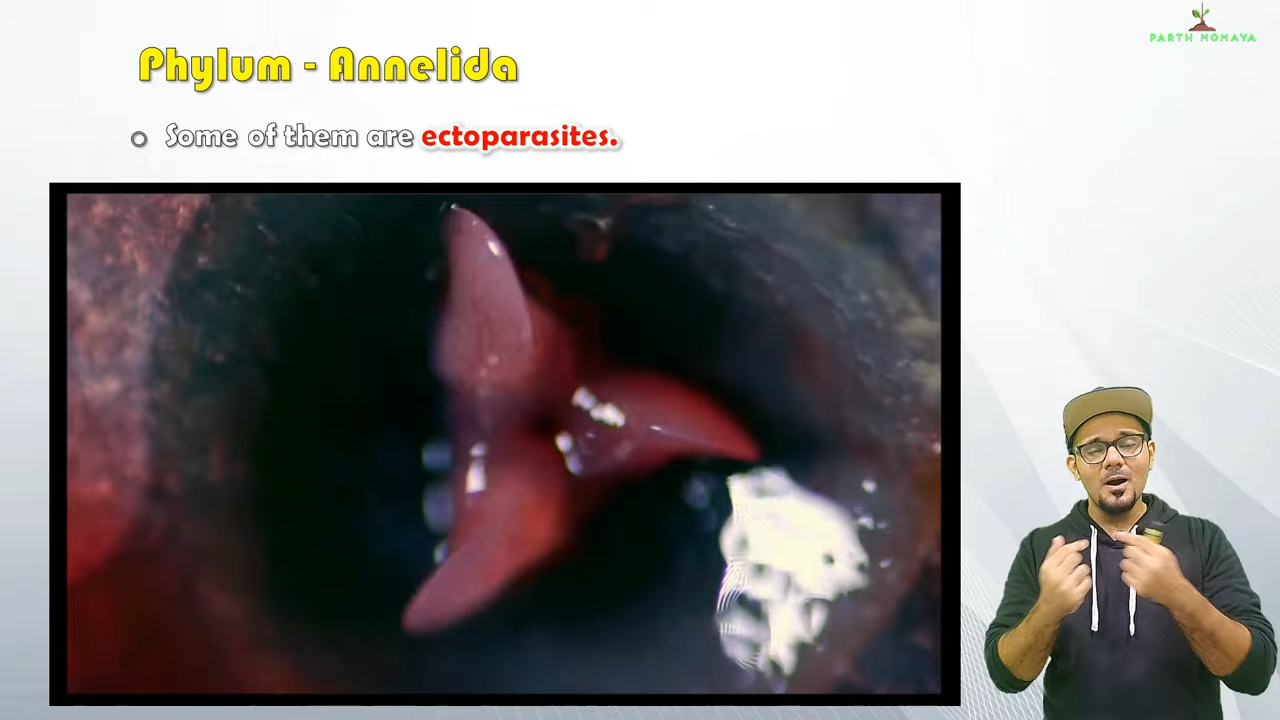 PARTH MOMAYA
Phylum - Annelida
Some of them are ectoparasites.